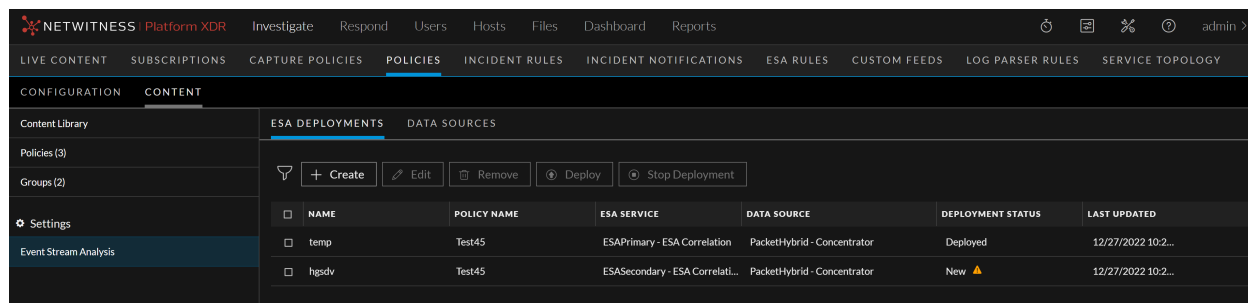 NETWITNESS Platform XDR Investigate Respond Users Hosts Files Dashboard Reports admin
LIVE CONTENT SUBSCRIPTIONS CAPTURE POLICIES POLICIES INCIDENT RULES INCIDENT NOTIFICATIONS ESA RULES CUSTOM FEEDS LOG PARSER RULES SERVICE TOPOLOGY
CONFIGURATION CONTENT
Content Library
Policies (3)
Groups (2)
Settings
Event Stream Analysis
ESA DEPLOYMENTS DATA SOURCES
+ Create Edit Remove Deploy Stop Deployment
NAME POLICY NAME ESA SERVICE DATA SOURCE DEPLOYMENT STATUS LAST UPDATED
temp Test45 ESAPrimary - ESA Correlation PacketHybrid - Concentrator Deployed 12/27/2022 10:2...
hgsdv Test45 ESASecondary - ESA Correlati... PacketHybrid - Concentrator New 12/27/2022 10:2...